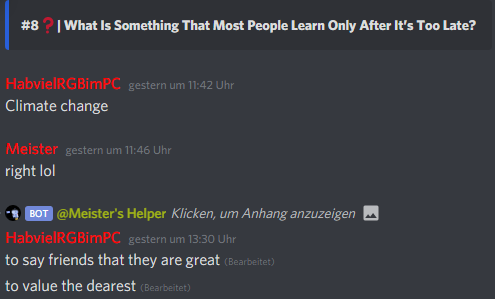 #8❓| What Is Something That Most People Learn Only After It's Too Late?
HabvielRGBimPC gestern um 11:42 Uhr
Climate change
Meister gestern um 11:46 Uhr
right lol
BOT @Meister's Helper Klicken, um Anhang anzuzeigen
HabvielRGBimPC gestern um 13:30 Uhr
to say friends that they are great (Bearbeitet)
to value the dearest (Bearbeitet)